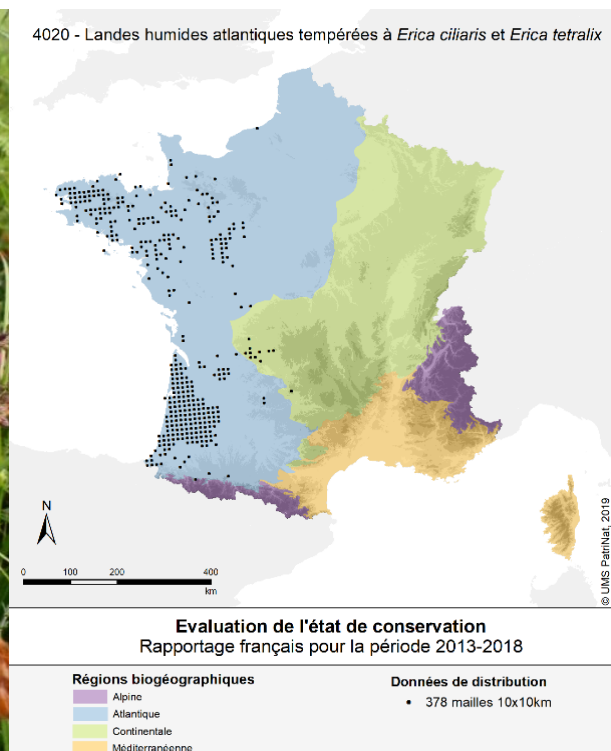 4020 - Landes humides atlantiques tempérées à Erica ciliaris et Erica tetralix
N
0 100 200 400
km
© UMS PatriNat, 2019
Evaluation de l'état de conservation
Rapportage français pour la période 2013-2018
Régions biogéographiques
Alpine
Atlantique
Continentale
Méditerranéenne
Données de distribution
378 mailles 10x10km